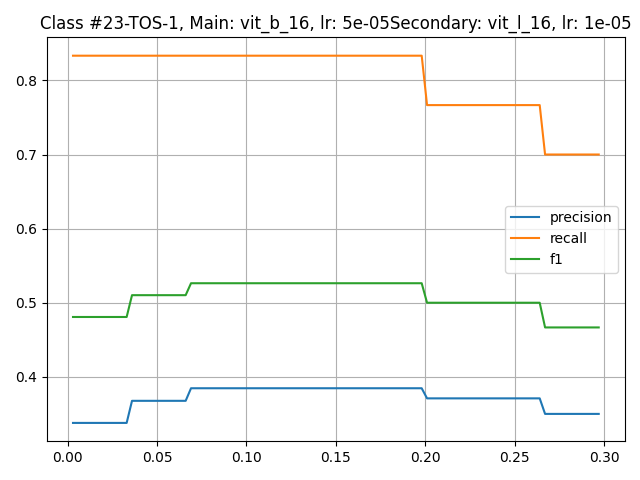 Class #23-TOS-1, Main: vit_b_16, lr: 5e-05Secondary: vit_l_16, lr: 1e-05
0.8
0.7
0.6
0.5
0.4
precision
recall
f1
0.00 0.05 0.10 0.15 0.20 0.25 0.30